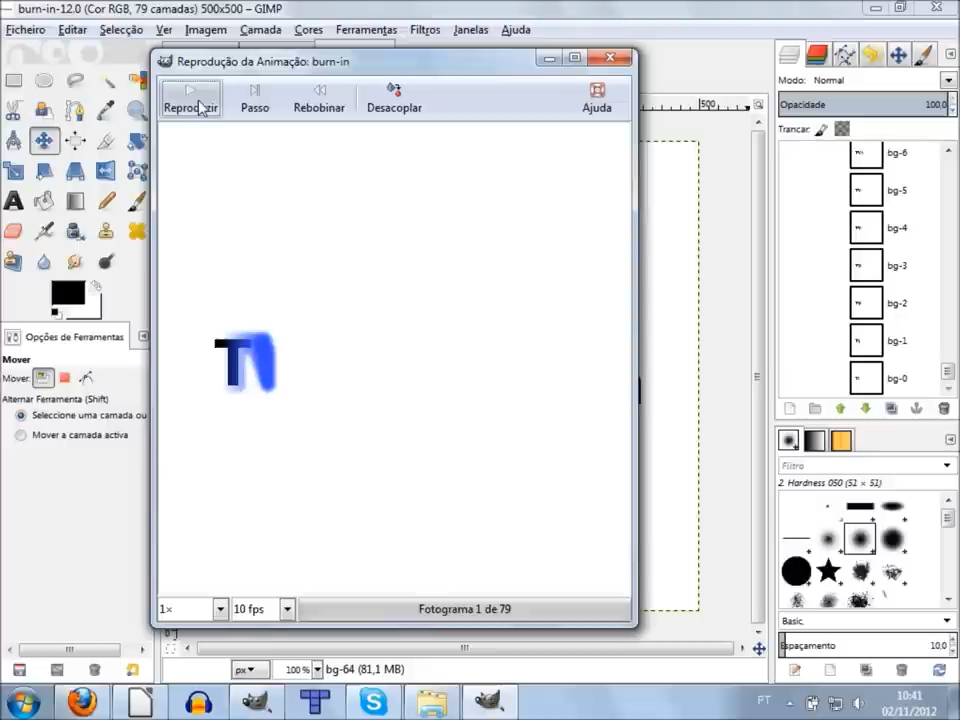 burn-in-12.0 (Cor RGB, 79 camadas) 500x500 – GIMP
Ficheiro Editar Selecção Ver Imagem Camada Cores Ferramentas Filtros Janelas Ajuda
Reprodução da Animação: burn-in
Reproduzir Passo Rebobinar Desacoplar Ajuda
500
Modo: Normal
Opacidade 100,0
Trancar:
bg-6
bg-5
bg-4
bg-3
bg-2
bg-1
bg-0
Opções de Ferramentas
Mover
Mover:
Alternar Ferramenta (Shift)
Seleccione uma camada ou
Mover a camada activa
T
Filtro
2. Hardness 050 (51 × 51)
Basic,
Espaçamento 10,0
1× 10 fps Fotograma 1 de 79
px 100 % bg-64 (81,1 MB)
PT 10:41
02/11/2012